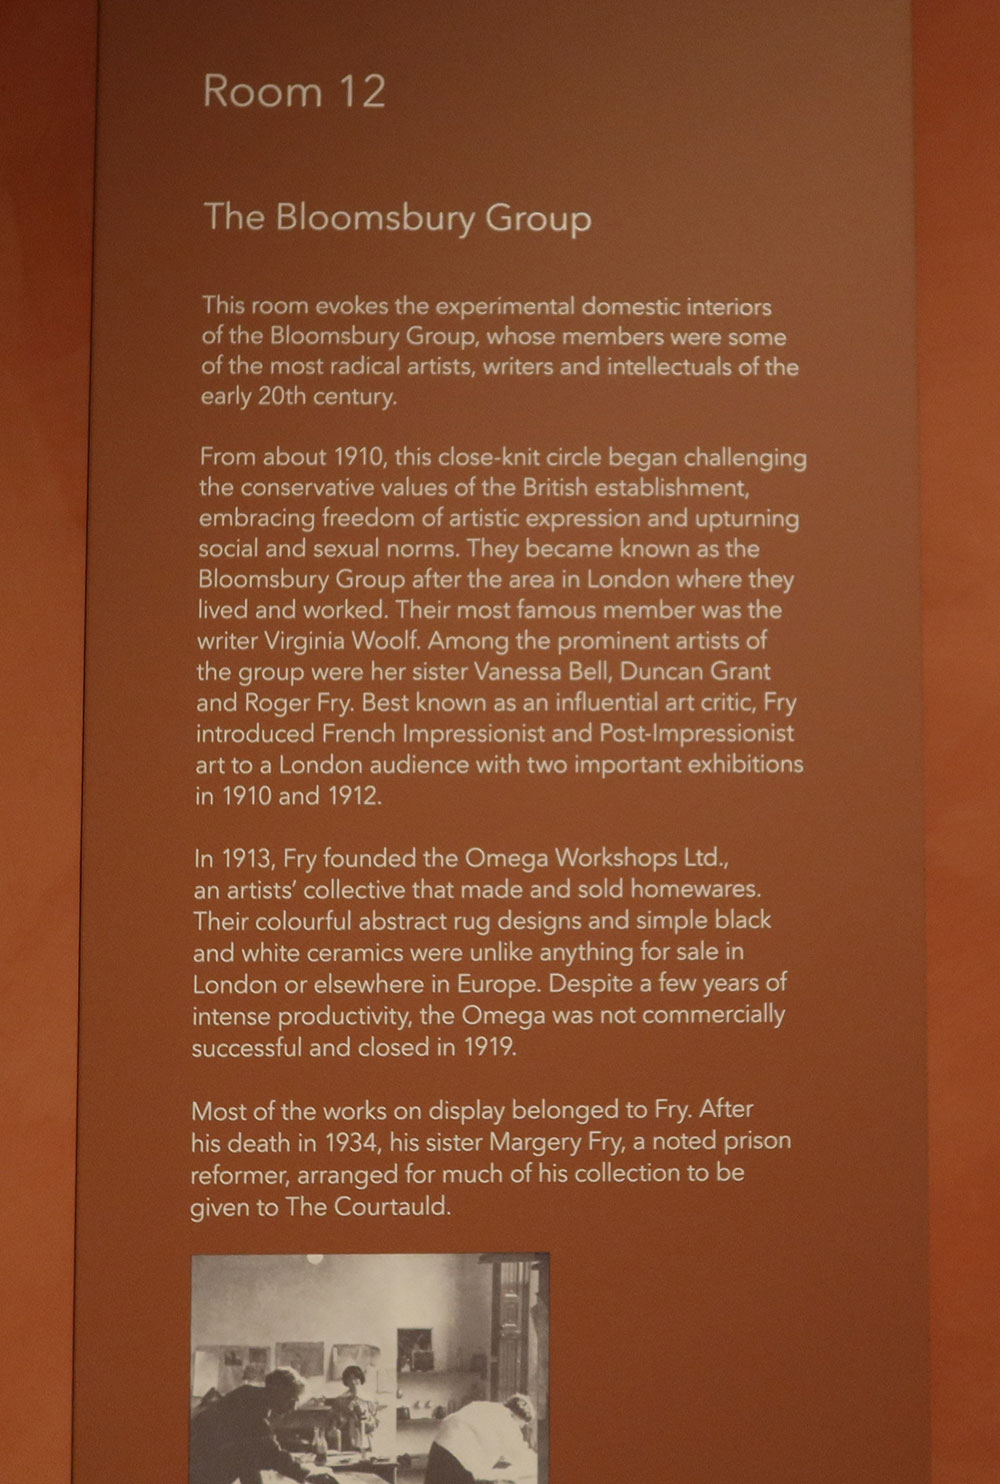 Room 12
The Bloomsbury Group
This room evokes the experimental domestic interiors
of the Bloomsbury Group, whose members were some
of the most radical artists, writers and intellectuals of the
early 20th century.
From about 1910, this close-knit circle began challenging
the conservative values of the British establishment,
embracing freedom of artistic expression and upturning
social and sexual norms. They became known as the
Bloomsbury Group after the area in London where they
lived and worked. Their most famous member was the
writer Virginia Woolf. Among the prominent artists of
the group were her sister Vanessa Bell, Duncan Grant
and Roger Fry. Best known as an influential art critic, Fry
introduced French Impressionist and Post-Impressionist
art to a London audience with two important exhibitions
in 1910 and 1912.
In 1913, Fry founded the Omega Workshops Ltd.,
an artists’ collective that made and sold homewares.
Their colourful abstract rug designs and simple black
and white ceramics were unlike anything for sale in
London or elsewhere in Europe. Despite a few years of
intense productivity, the Omega was not commercially
successful and closed in 1919.
Most of the works on display belonged to Fry. After
his death in 1934, his sister Margery Fry, a noted prison
reformer, arranged for much of his collection to be
given to The Courtauld.